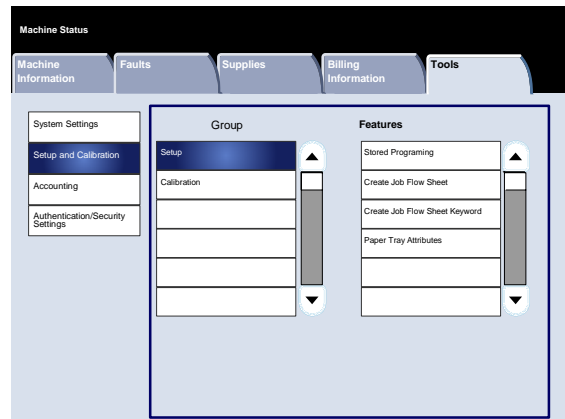 Machine Status
Machine
Information
Faults
Supplies
Billing
Information
Tools
System Settings
Setup and Calibration
Accounting
Authentication/Security
Settings
Group
Setup
Calibration
Features
Stored Programing
Create Job Flow Sheet
Create Job Flow Sheet Keyword
Paper Tray Attributes